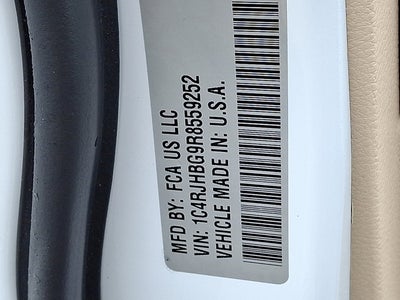 MFD BY: FCA US LLC
VIN: 1C4RJHBG9R8559252
VEHICLE MADE IN: U.S.A.